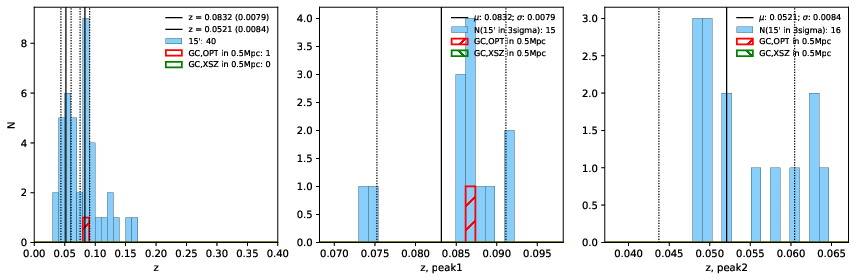 z = 0.0832 (0.0079)
z = 0.0521 (0.0084)
15': 40
GC,OPT in 0.5Mpc: 1
GC,XSZ in 0.5Mpc: 0
N
8
6
4
2
0
0.00 0.05 0.10 0.15 0.20 0.25 0.30 0.35 0.40
z
μ: 0.0832; σ: 0.0079
N(15' in 3sigma): 15
GC,OPT in 0.5Mpc
GC,XSZ in 0.5Mpc
4.0
3.5
3.0
2.5
2.0
1.5
1.0
0.5
0.0
0.070 0.075 0.080 0.085 0.090 0.095
z, peak1
μ: 0.0521; σ: 0.0084
N(15' in 3sigma): 16
GC,OPT in 0.5Mpc
GC,XSZ in 0.5Mpc
3.0
2.5
2.0
1.5
1.0
0.5
0.0
0.040 0.045 0.050 0.055 0.060 0.065
z, peak2